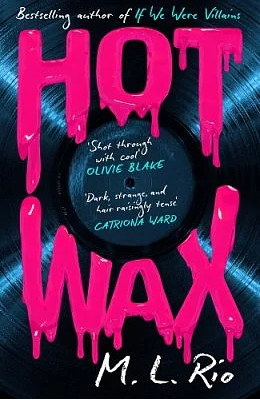 Bestselling author of If We Were Villains
HOT
'Shot through
with cool'
OLIVIE BLAKE
'Dark, strange, and
hair raisingly tense'
CATRIONA WARD
WAX
M. L. Rio